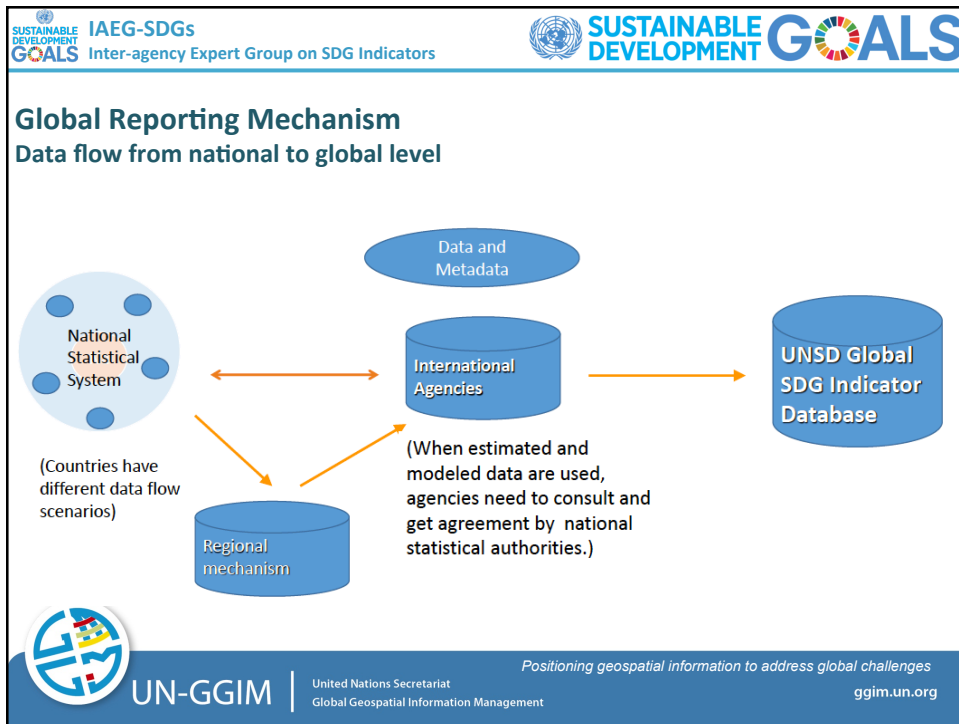 SUSTAINABLE
DEVELOPMENT
GOALS
IAEG-SDGs
Inter-agency Expert Group on SDG Indicators
SUSTAINABLE
DEVELOPMENT
GOALS
Global Reporting Mechanism
Data flow from national to global level
Data and
Metadata
National
Statistical
System
International
Agencies
UNSD Global
SDG Indicator
Database
(Countries have
different data flow
scenarios)
(When estimated and
modeled data are used,
agencies need to consult and
get agreement by national
statistical authorities.)
Regional
mechanism
Positioning geospatial information to address global challenges
UN-GGIM
United Nations Secretariat
Global Geospatial Information Management
ggim.un.org